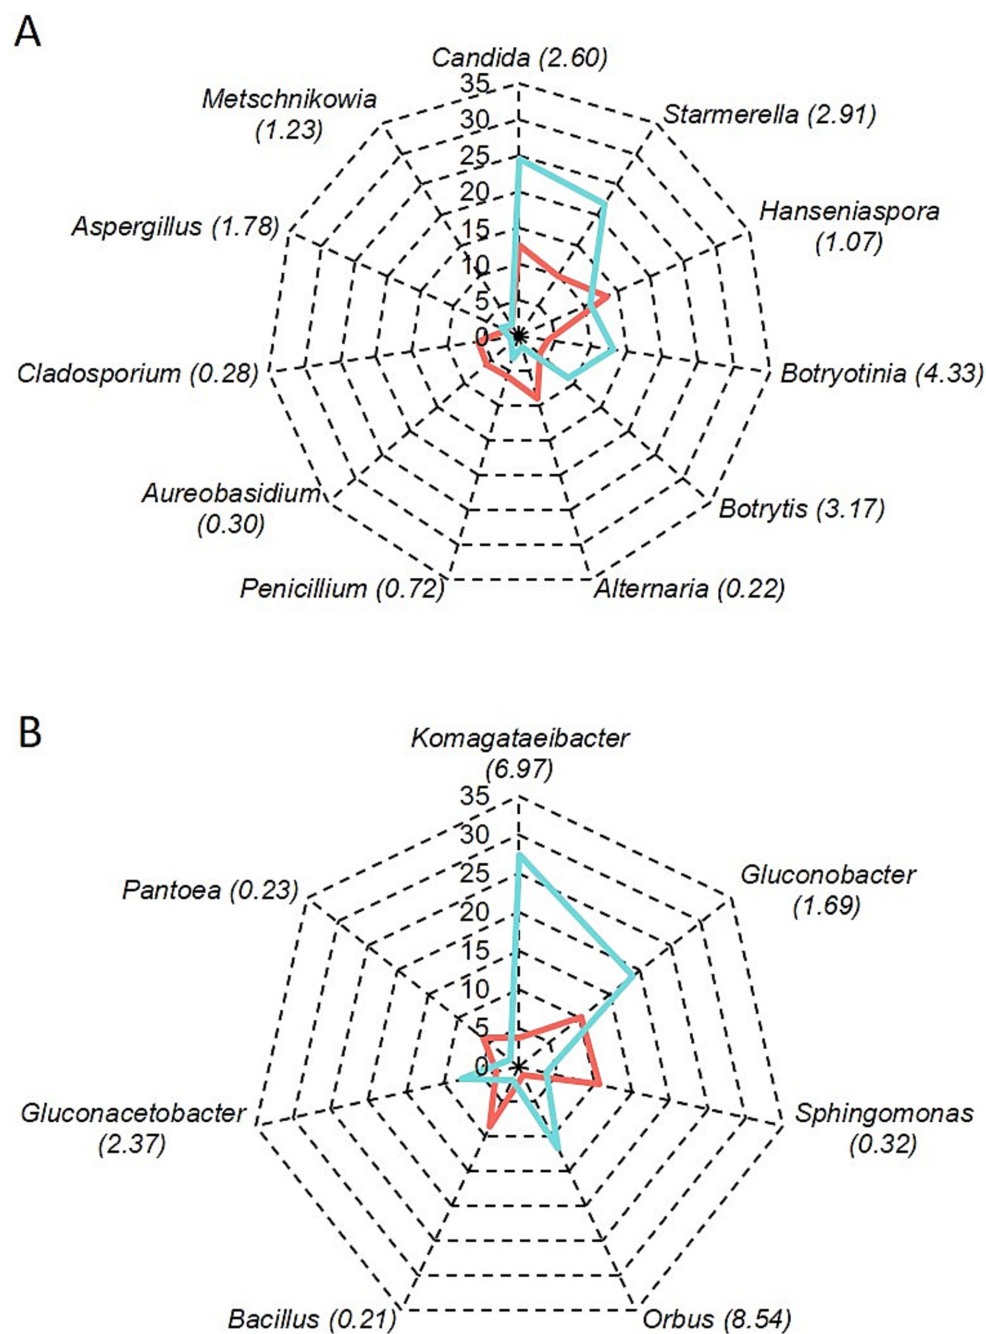 A
Candida (2.60)
Metschnikowia
(1.23)
Starmerella (2.91)
Aspergillus (1.78)
Hanseniaspora
(1.07)
35
30
25
20
15
10
5
0
Cladosporium (0.28)
Botryotinia (4.33)
Aureobasidium
(0.30)
Botrytis (3.17)
Penicillium (0.72)
Alternaria (0.22)
B
Komagataeibacter
(6.97)
35
30
25
20
15
10
5
0
Pantoea (0.23)
Gluconobacter
(1.69)
Gluconacetobacter
(2.37)
Sphingomonas
(0.32)
Bacillus (0.21)
Orbus (8.54)